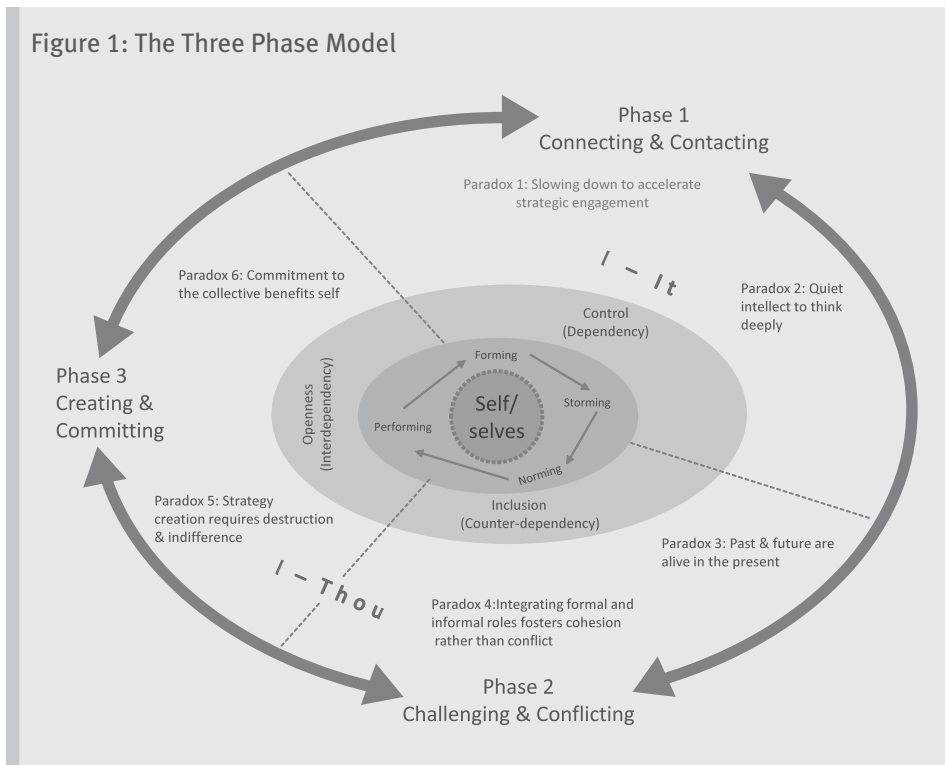 Figure 1: The Three Phase Model
Phase 1
Connecting & Contacting
Paradox 1: Slowing down to accelerate
strategic engagement
I – It
Paradox 2: Quiet
intellect to think
deeply
Paradox 6: Commitment to
the collective benefits self
Control
(Dependency)
Forming
Storming
Norming
Performing
Self/
selves
Openness
(Interdependency)
Inclusion
(Counter-dependency)
Phase 3
Creating &
Committing
Paradox 5: Strategy
creation requires destruction
& indifference
I – Thou
Paradox 3: Past & future are
alive in the present
Paradox 4:Integrating formal and
informal roles fosters cohesion
rather than conflict
Phase 2
Challenging & Conflicting